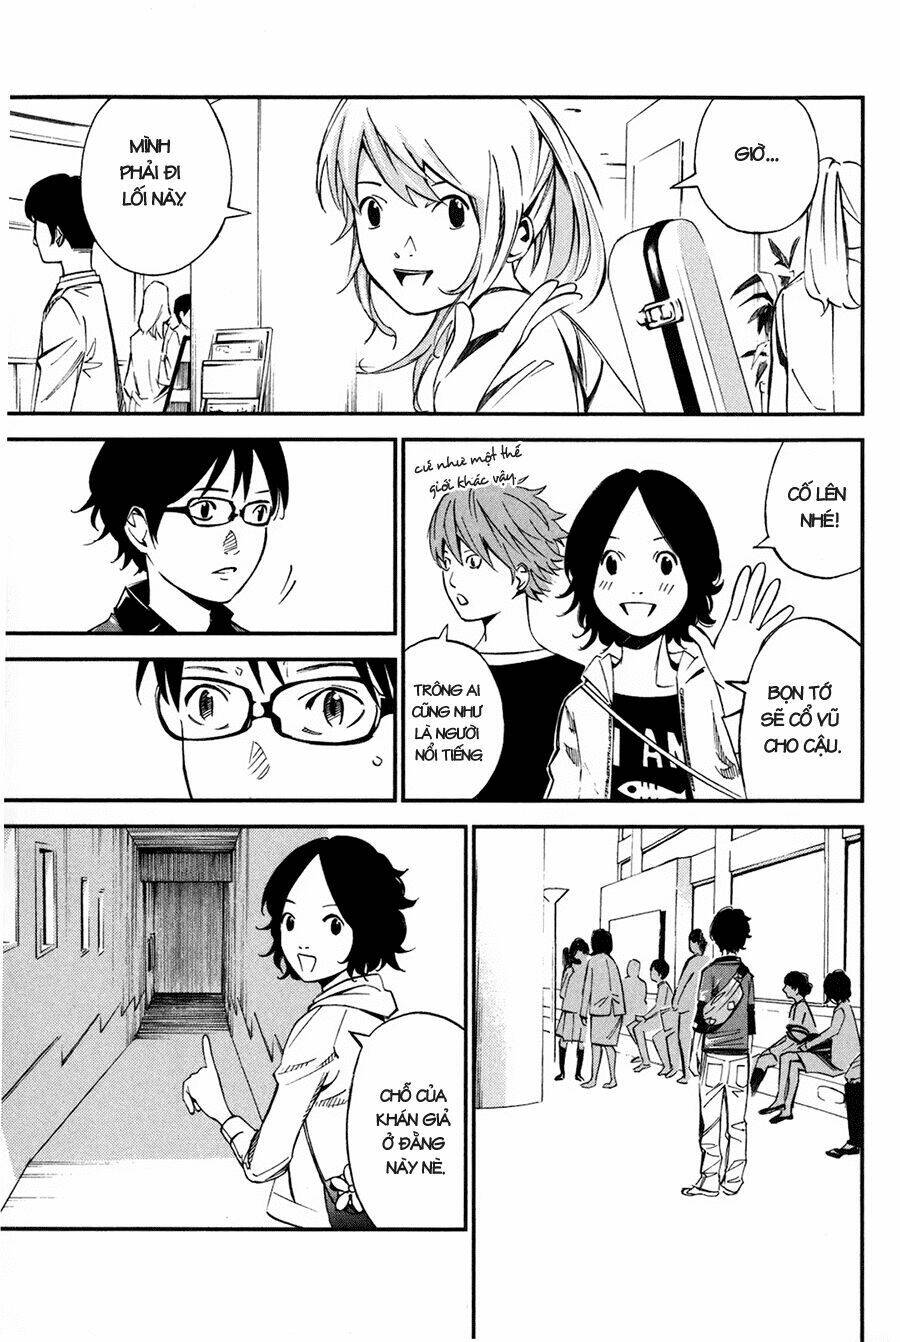 GIỜ...
MÌNH
PHẢI ĐI
LỐI NÀY.
CỐ LÊN
NHÉ!
cứ như một thế
giới khác vậy
BỌN TỚ
SẼ CỔ VŨ
CHO CẬU.
TRÔNG AI
CŨNG NHƯ
LÀ NGƯỜI
NỔI TIẾNG.
I AM
CHỖ CỦA
KHÁN GIẢ
Ở ĐẰNG
NÀY NÈ.